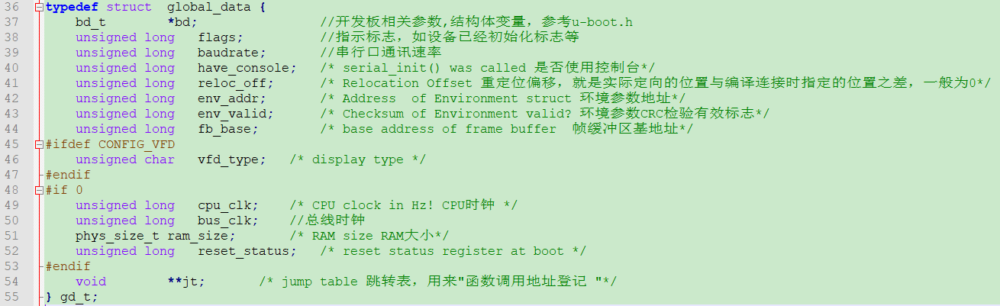 36 typedef struct  global_data {
37     bd_t        *bd;                //开发板相关参数,结构体变量，参考u-boot.h
38     unsigned long   flags;          //指示标志，如设备已经初始化标志等
39     unsigned long   baudrate;       //串行口通讯速率
40     unsigned long   have_console;   /* serial_init() was called 是否使用控制台*/
41     unsigned long   reloc_off;      /* Relocation Offset 重定位偏移，就是实际定向的位置与编译连接时指定的位置之差，一般为0*/
42     unsigned long   env_addr;       /* Address  of Environment struct 环境参数地址*/
43     unsigned long   env_valid;      /* Checksum of Environment valid? 环境参数CRC检验有效标志*/
44     unsigned long   fb_base;        /* base address of frame buffer  帧缓冲区基地址*/
45 #ifdef CONFIG_VFD
46     unsigned char   vfd_type;   /* display type */
47 #endif
48 #if 0
49     unsigned long   cpu_clk;    /* CPU clock in Hz! CPU时钟 */
50     unsigned long   bus_clk;    //总线时钟
51     phys_size_t ram_size;       /* RAM size RAM大小*/
52     unsigned long   reset_status;   /* reset status register at boot */
53 #endif
54     void        **jt;       /* jump table 跳转表，用来"函数调用地址登记 "*/
55 } gd_t;